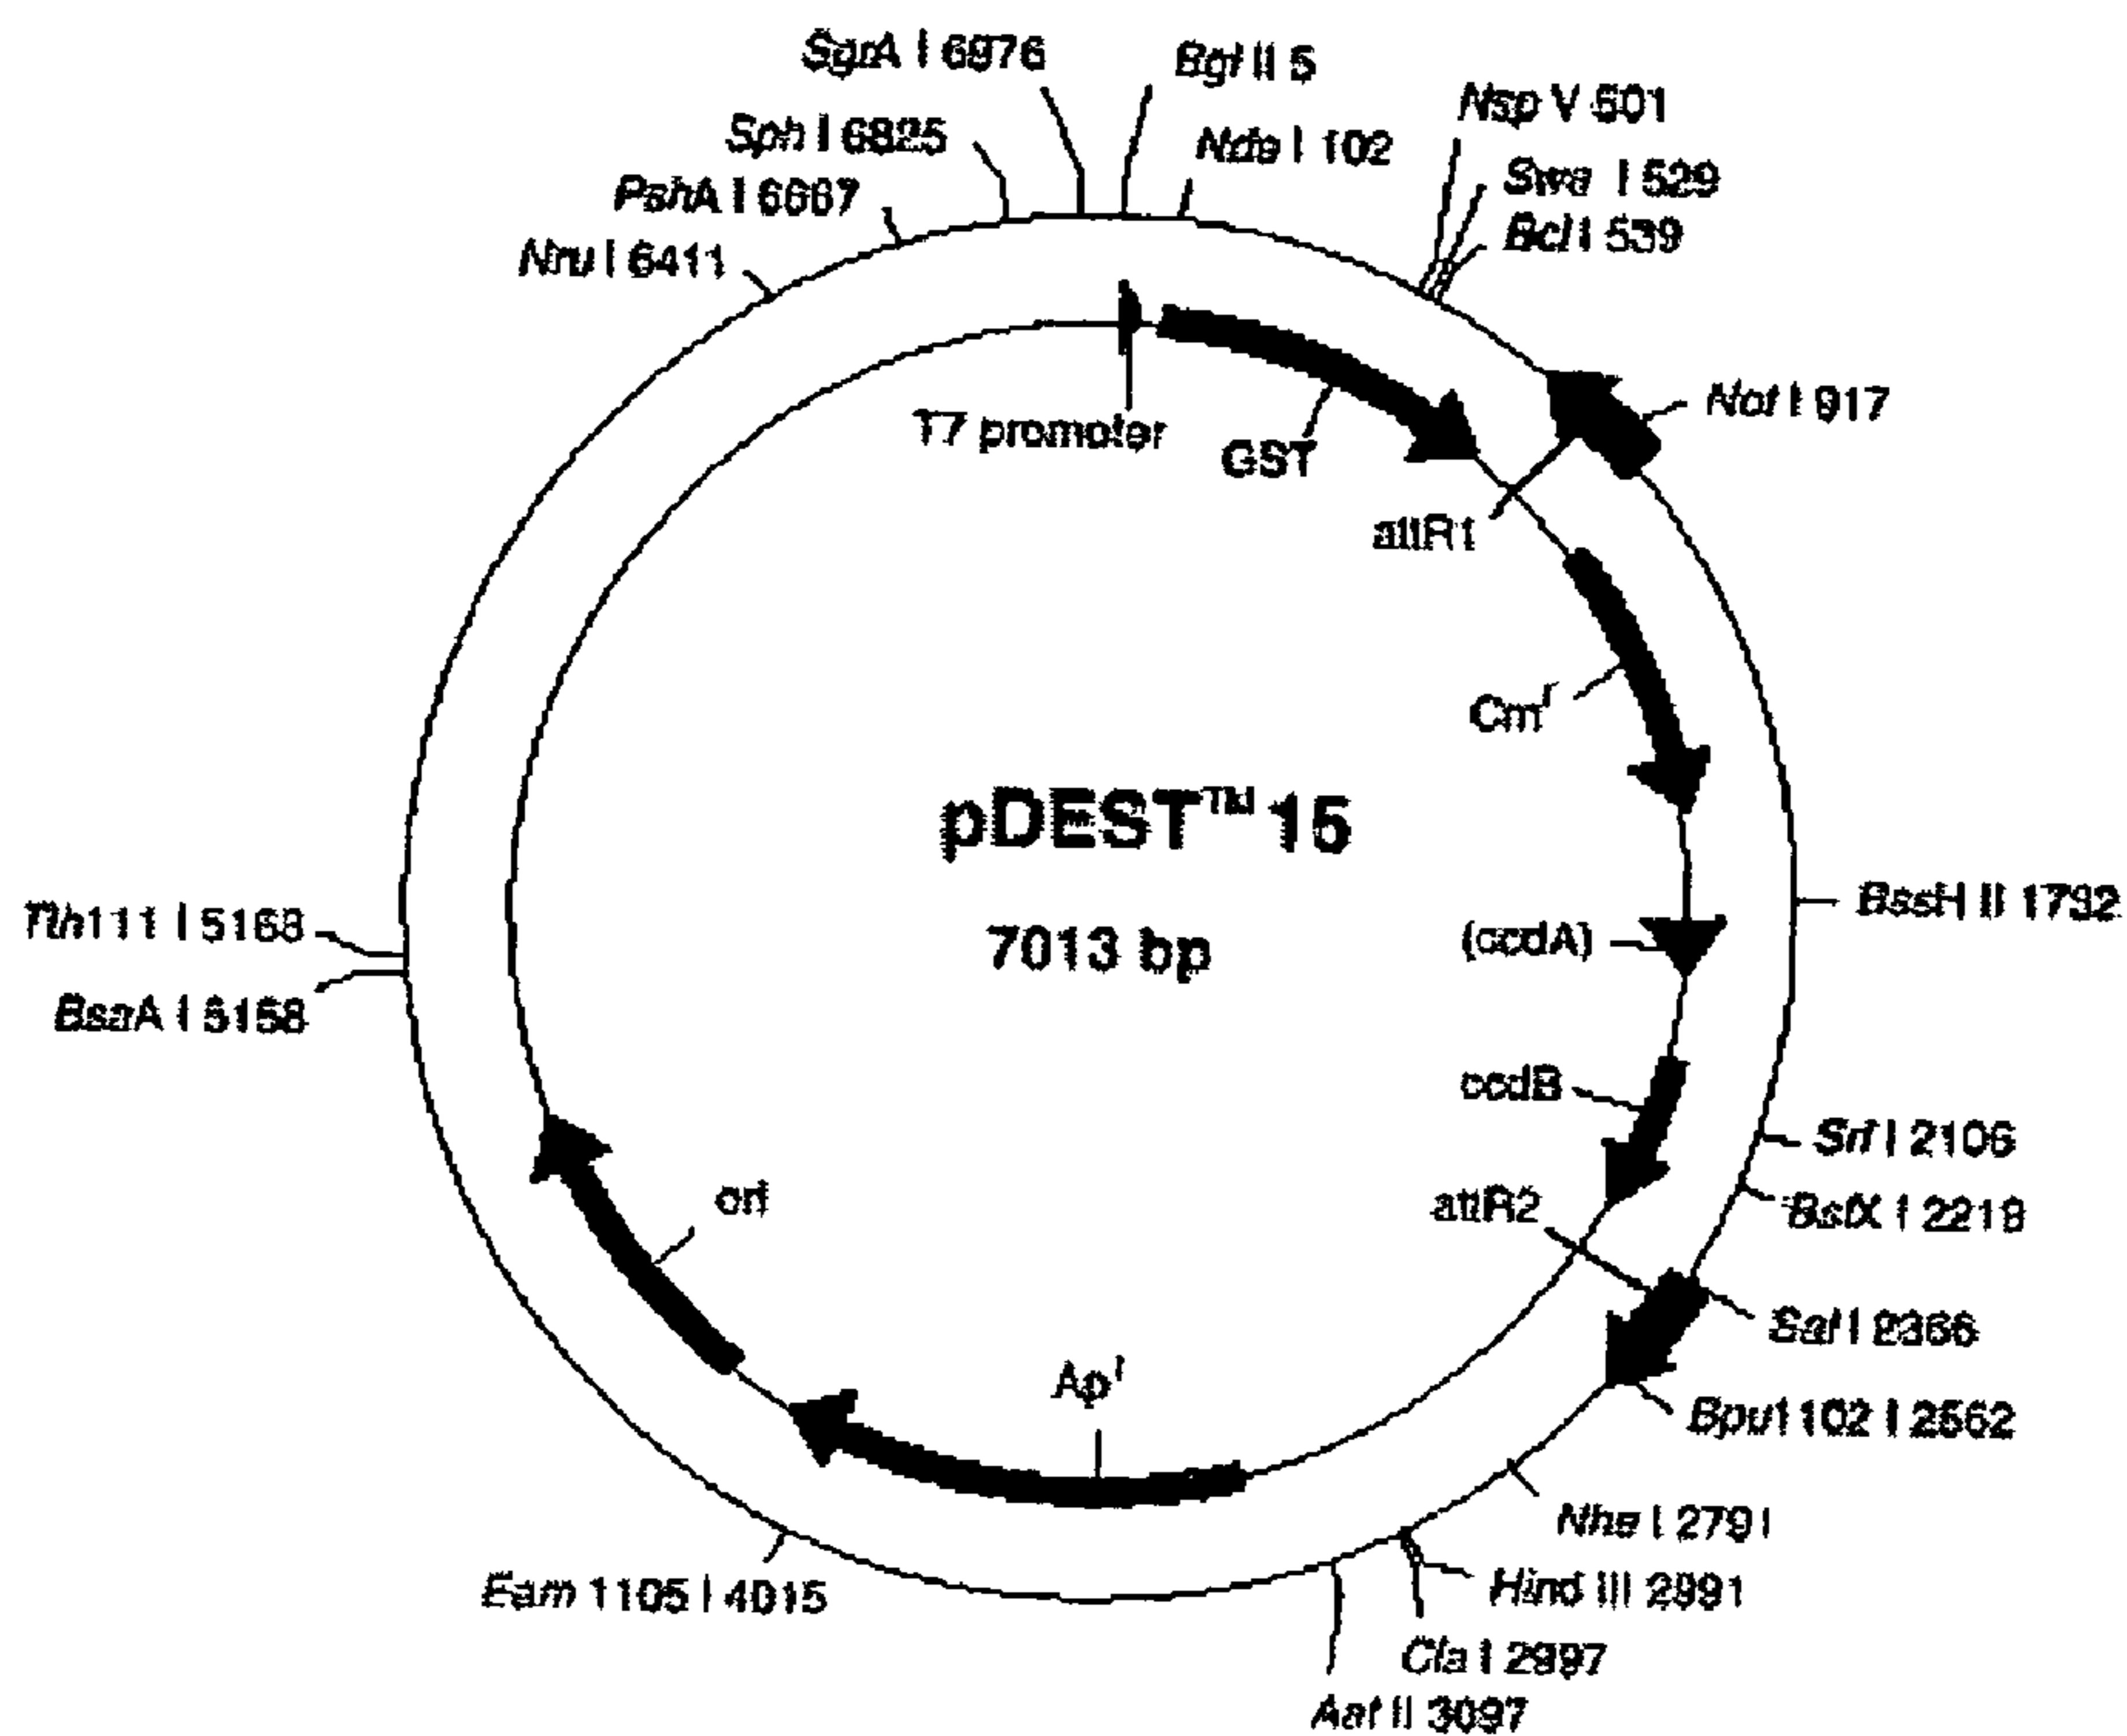 SgrA I 6976
Bgl II 5
Sph I 6825
Nde I 102
Nsp V 501
PshA I 6667
Swa I 529
Nru I 6411
Bcl I 539
Not I 917
T7 promoter
GST
attR1
Cmr
pDEST™ 15
7013 bp
Tth111 I 5168
BsaA I 5158
(ccdA)
BssH II 1792
ccdB
Srf I 2106
attR2
BstX I 2218
ori
Sal I 2366
Apr
Bpu1102 I 2562
Nhe I 2791
Eam 1105 I 4015
Hind III 2991
Cla I 2997
Aat II 3097